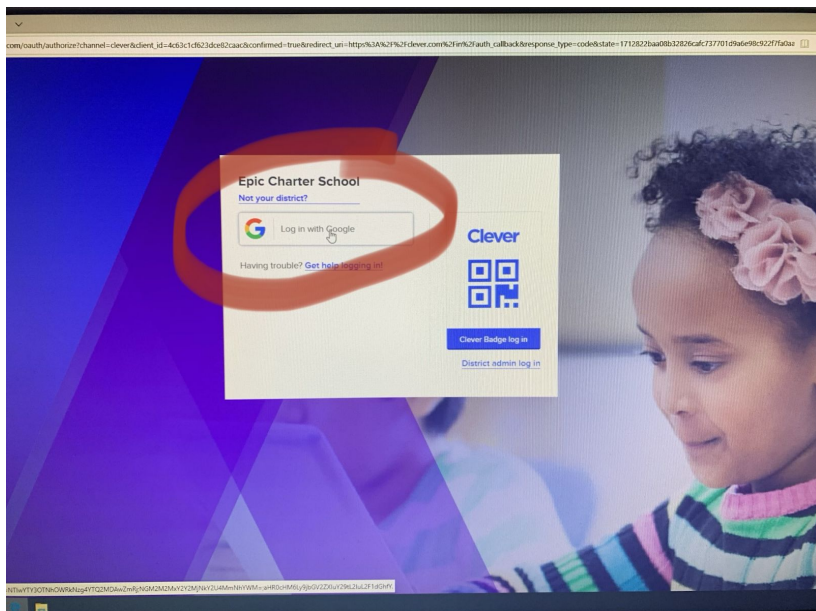 com/oauth/authorize?channel=clever&client_id=4c63c1cf623dce82caac&confirmed=true&redirect_uri=https%3A%2F%2Fclever.com%2Fin%2Fauth_callback&response_type=code&state=1712822baa08b32826cafc737701d9a6e98c922f7fa0aa
Epic Charter School
Not your district?
Log in with Google
Having trouble? Get help logging in!
Clever
Clever Badge log in
District admin log in